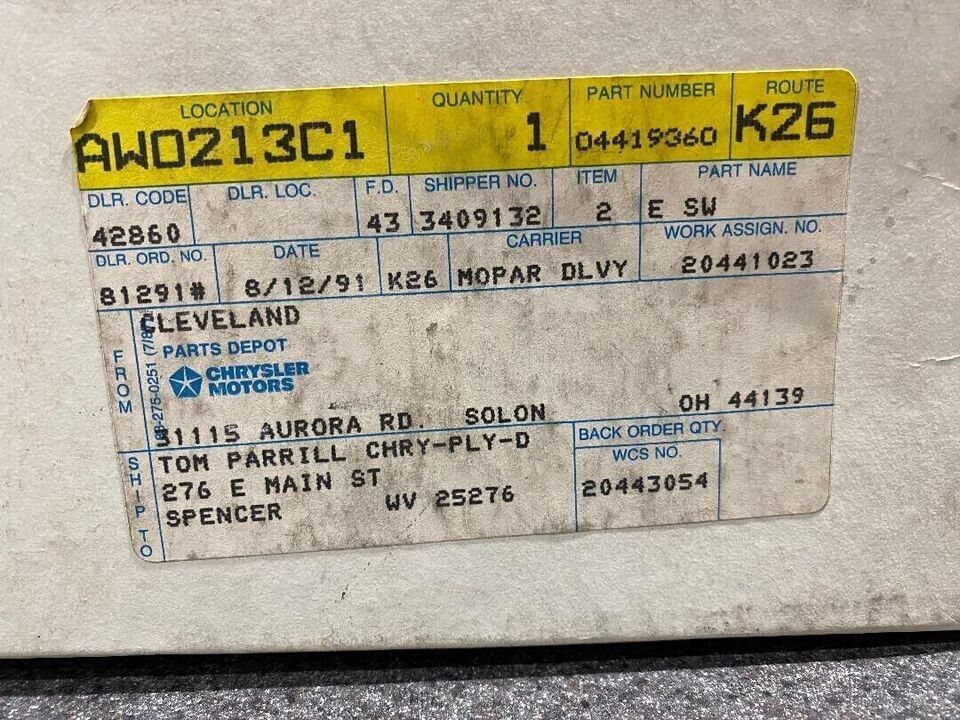 LOCATION QUANTITY PART NUMBER ROUTE
AW0213C1 1 04419360 K26
DLR. CODE DLR. LOC. F.D. SHIPPER NO. ITEM PART NAME
42860 43 3409132 2 E SW
DLR. ORD. NO. DATE CARRIER WORK ASSIGN. NO.
81291# 8/12/91 K26 MOPAR DLVY 20441023
FROM
CLEVELAND
PARTS DEPOT
CHRYSLER
MOTORS
31115 AURORA RD. SOLON OH 44139
SHIP TO
TOM PARRILL CHRY-PLY-D
276 E MAIN ST
SPENCER WV 25276
BACK ORDER QTY.
WCS NO.
20443054